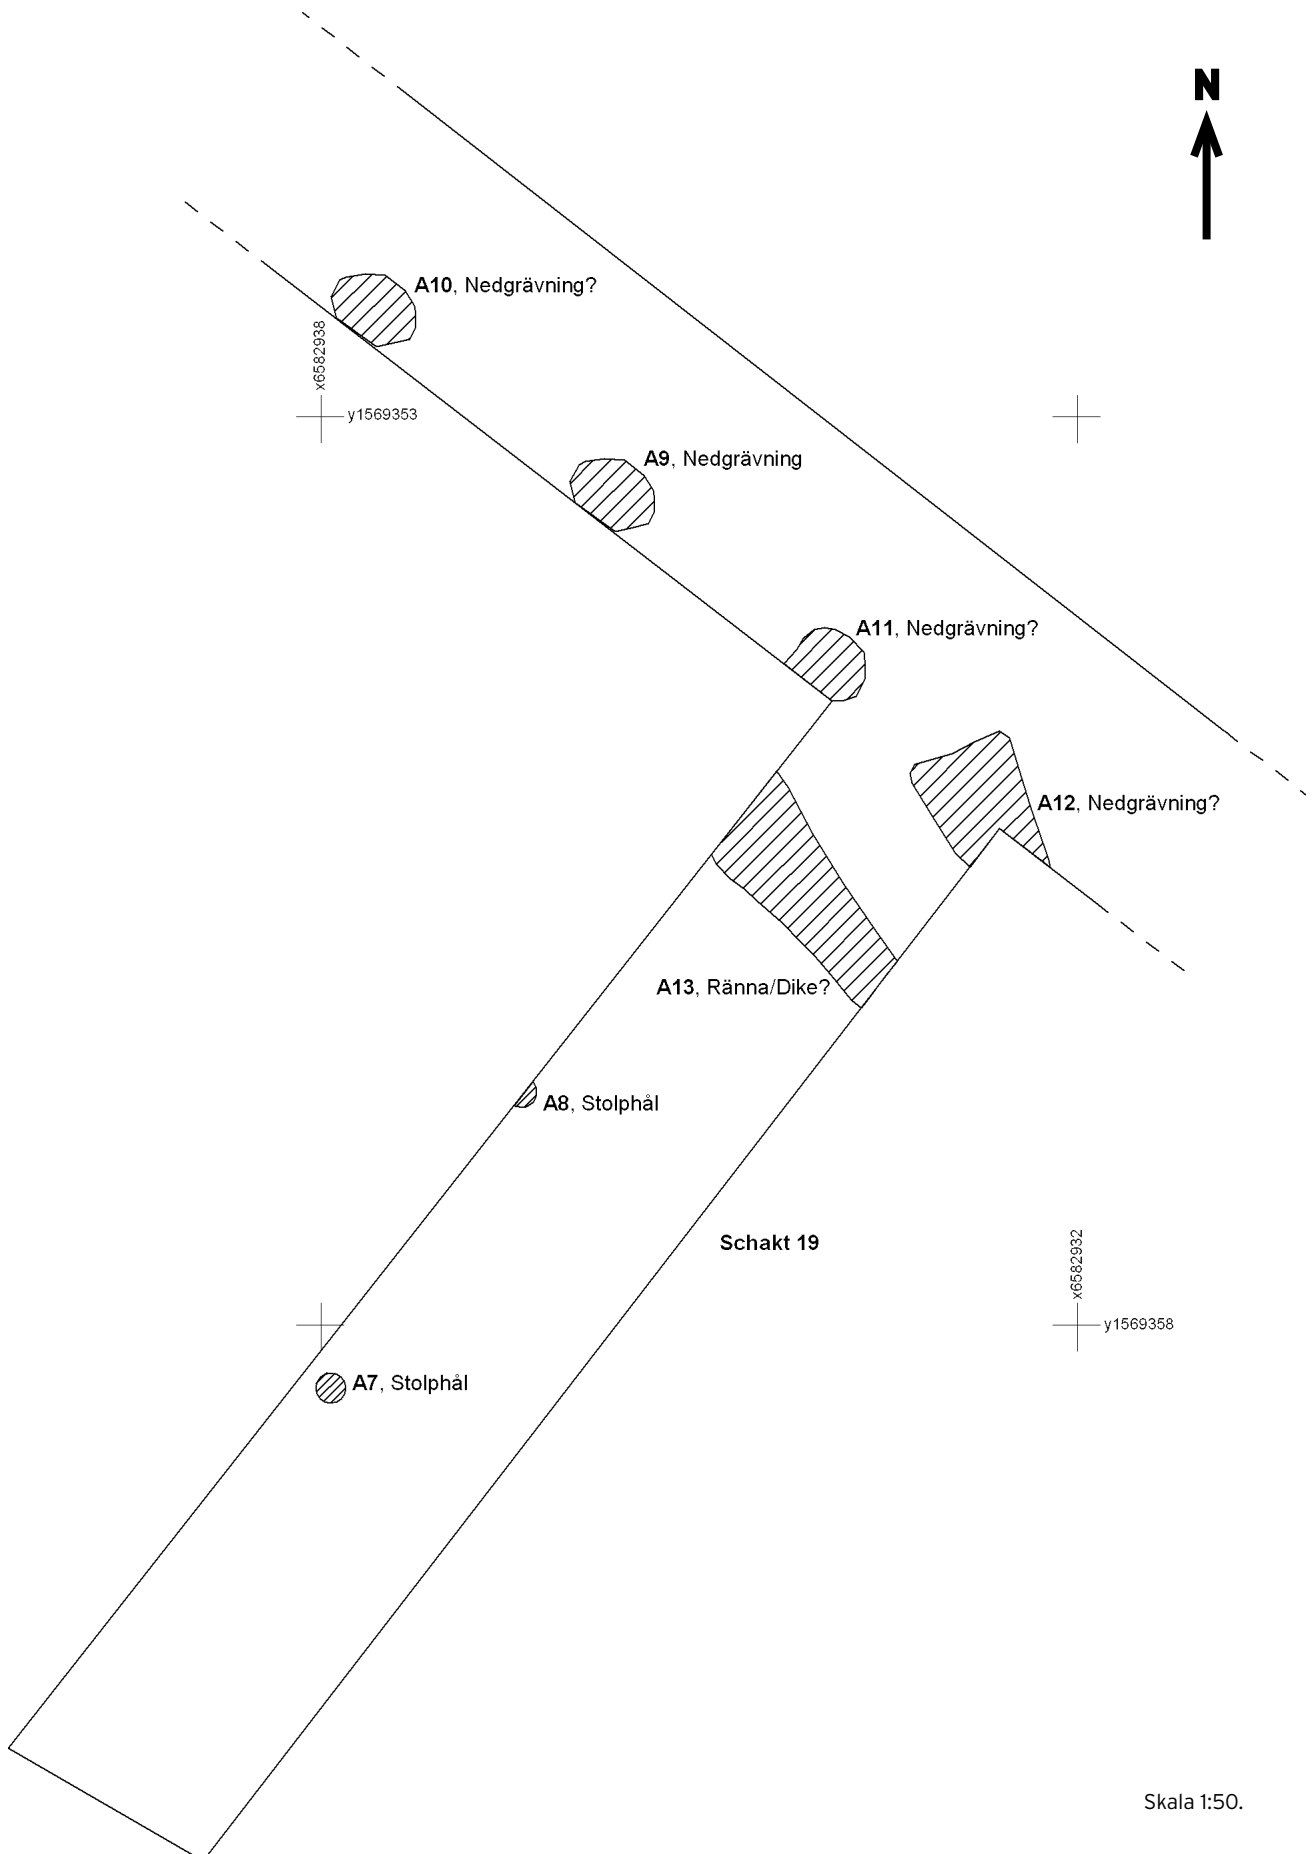 N
A10, Nedgrävning?
x6582938
y1569353
A9, Nedgrävning
A11, Nedgrävning?
A12, Nedgrävning?
A13, Ränna/Dike?
A8, Stolphål
Schakt 19
x6582932
y1569358
A7, Stolphål
Skala 1:50.